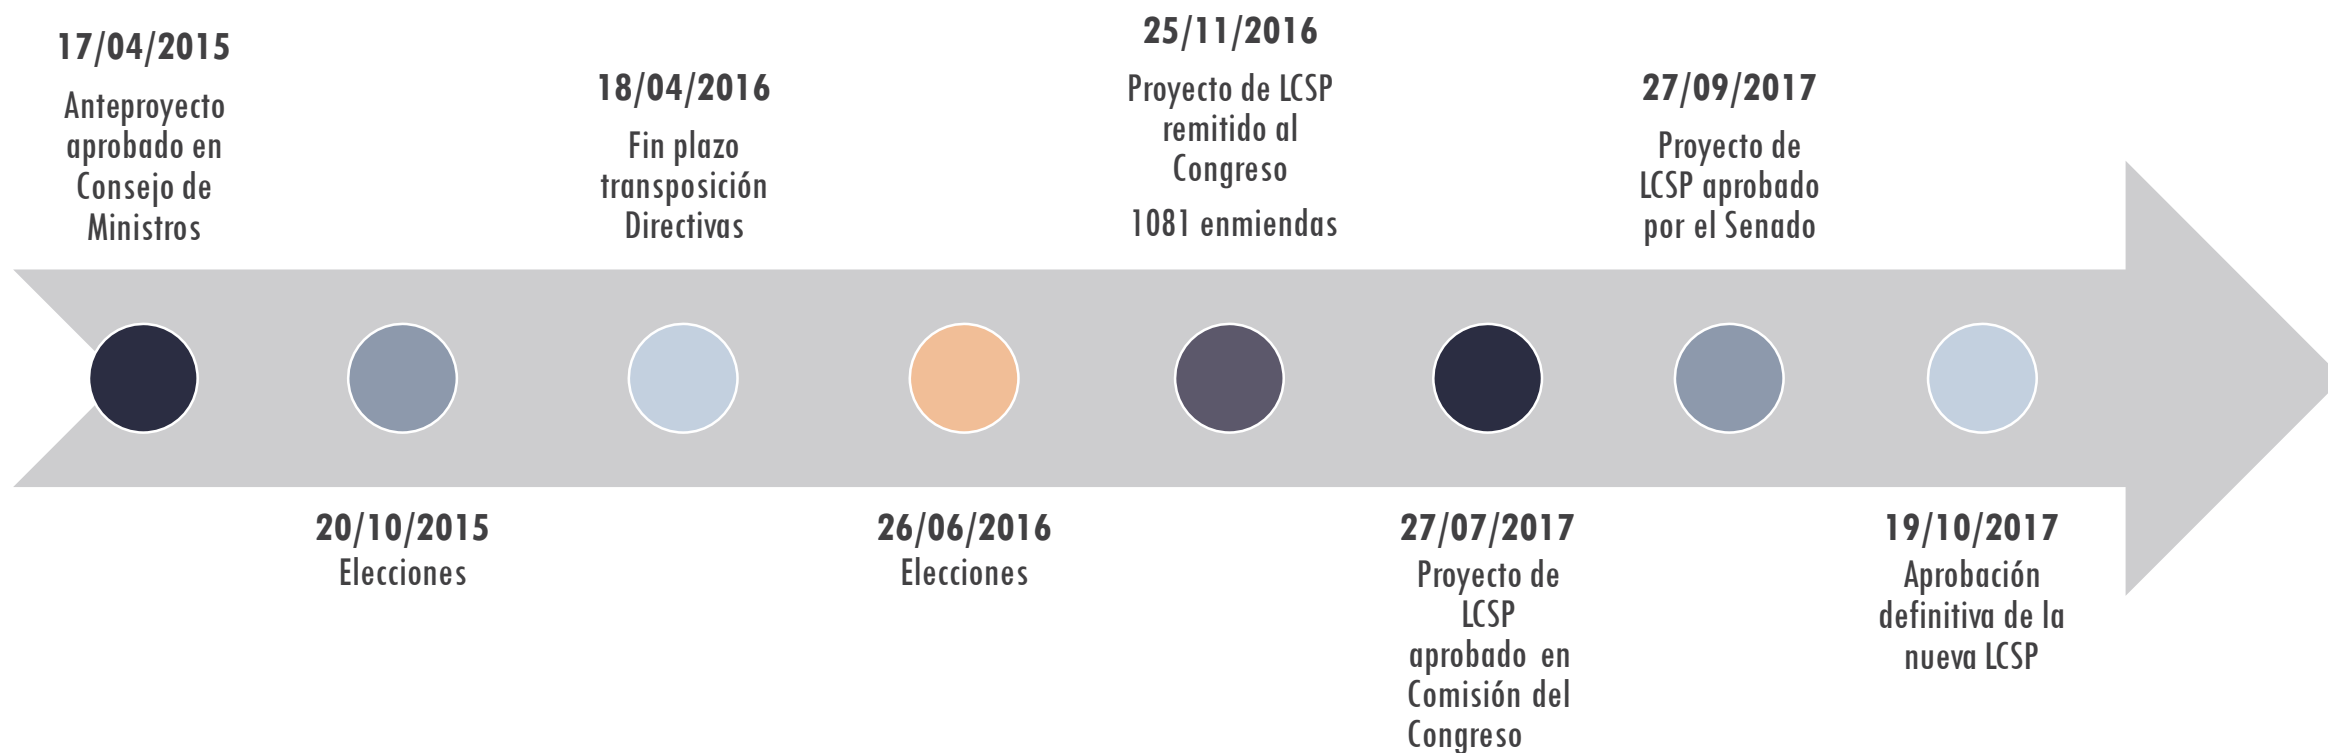 17/04/2015
Anteproyecto
aprobado en
Consejo de
Ministros
20/10/2015
Elecciones
18/04/2016
Fin plazo
transposición
Directivas
26/06/2016
Elecciones
25/11/2016
Proyecto de LCSP
remitido al
Congreso
1081 enmiendas
27/07/2017
Proyecto de
LCSP
aprobado en
Comisión del
Congreso
27/09/2017
Proyecto de
LCSP aprobado
por el Senado
19/10/2017
Aprobación
definitiva de la
nueva LCSP